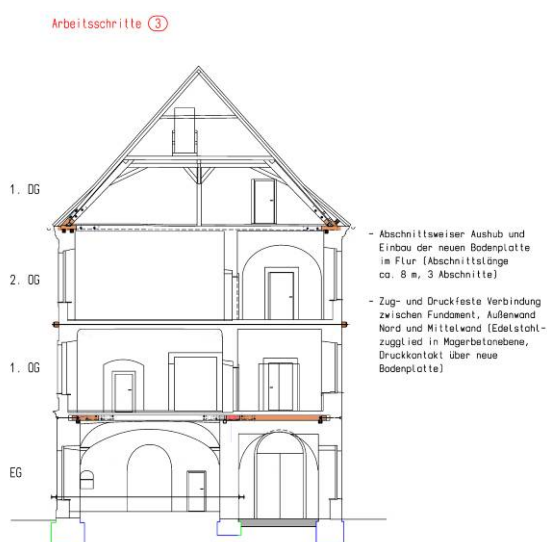 Arbeitsschritte 3
1. DG
2. OG
1. OG
EG
- Abschnittsweiser Aushub und
Einbau der neuen Bodenplatte
im Flur (Abschnittslänge
ca. 8 m, 3 Abschnitte)
- Zug- und Druckfeste Verbindung
zwischen Fundament, Außenwand
Nord und Mittelwand (Edelstahl-
zugglied in Magerbetonebene,
Druckkontakt über neue
Bodenplatte)